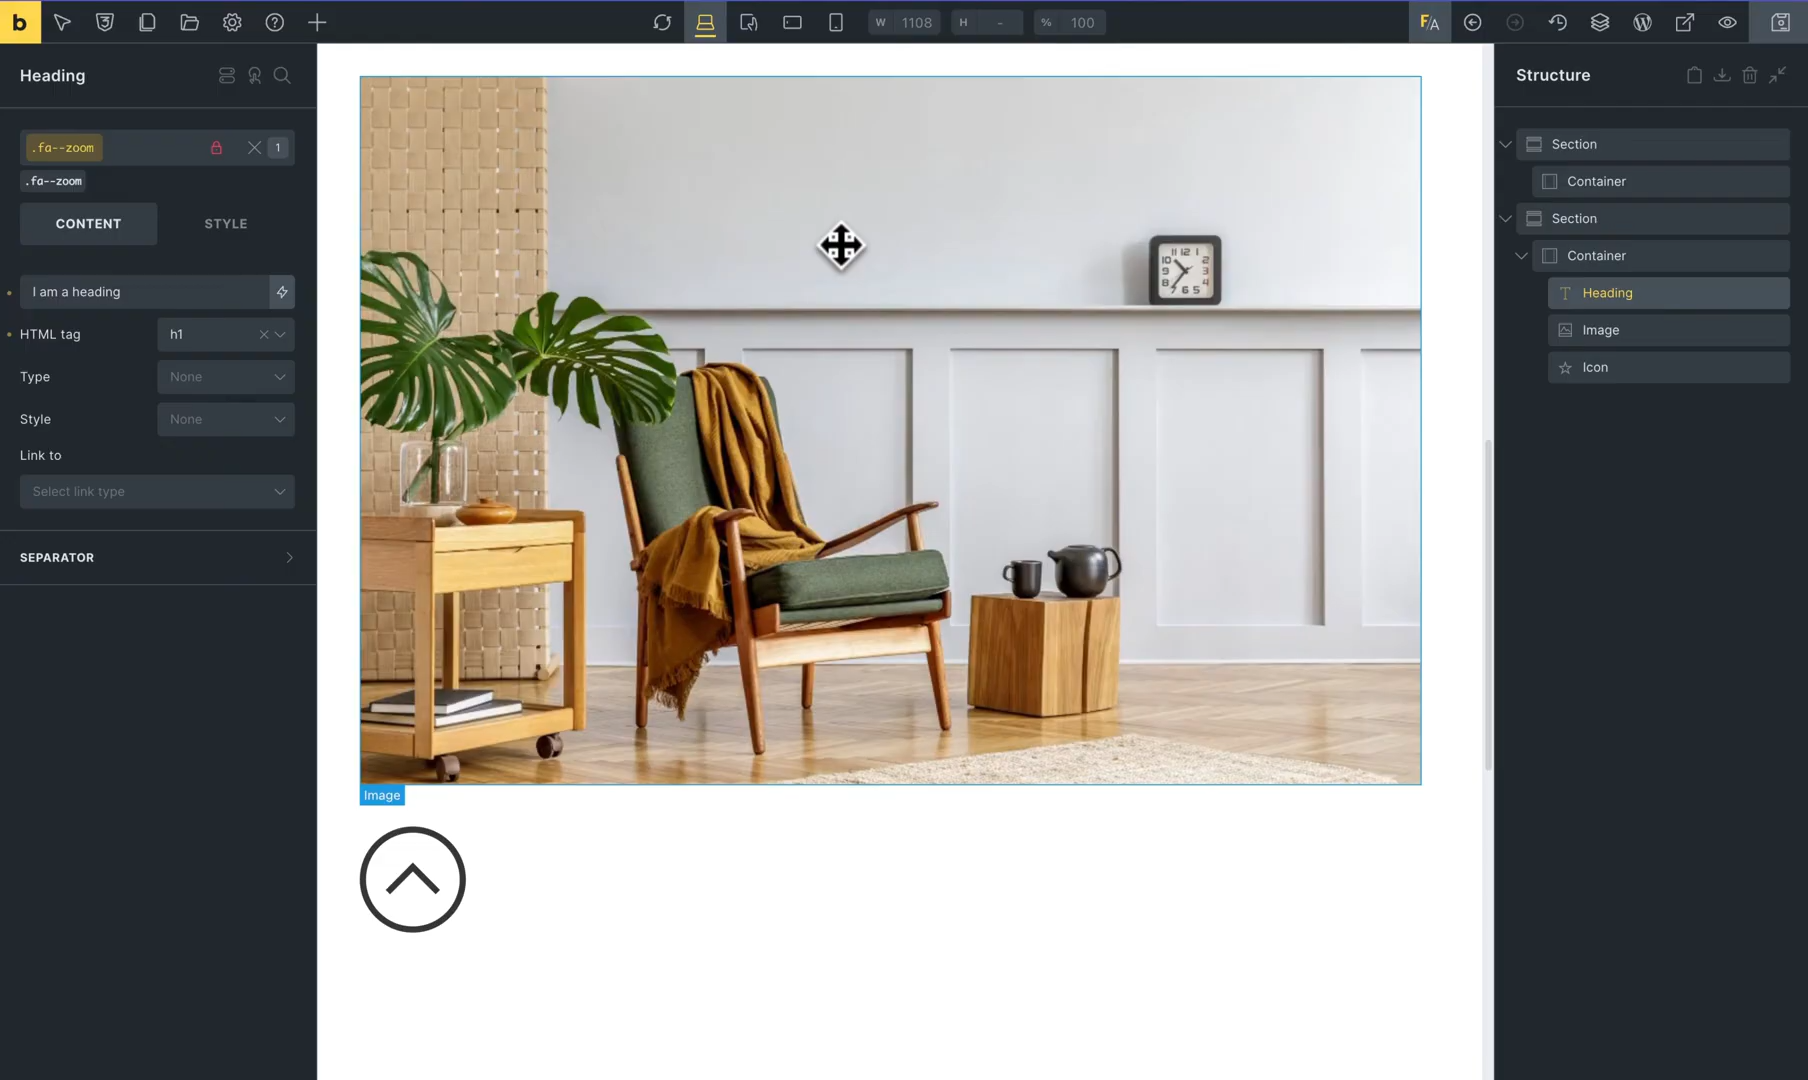 b
W 1108
H -
% 100
F/A
Heading
.fa--zoom
1
.fa--zoom
CONTENT
STYLE
I am a heading
HTML tag
h1
Type
None
Style
None
Link to
Select link type
SEPARATOR
Image
Structure
Section
Container
Section
Container
Heading
Image
Icon